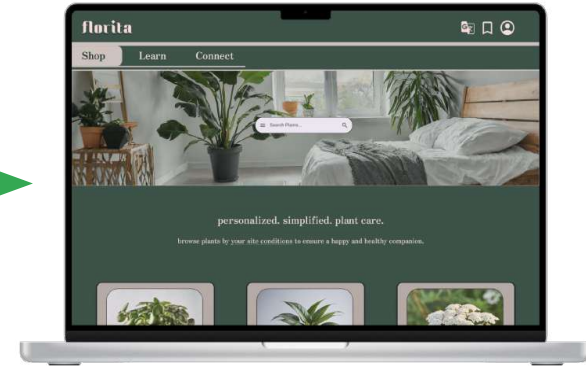 florita
Shop Learn Connect
Search Plants...
personalized. simplified. plant care.
browse plants by your site conditions to ensure a happy and healthy companion.